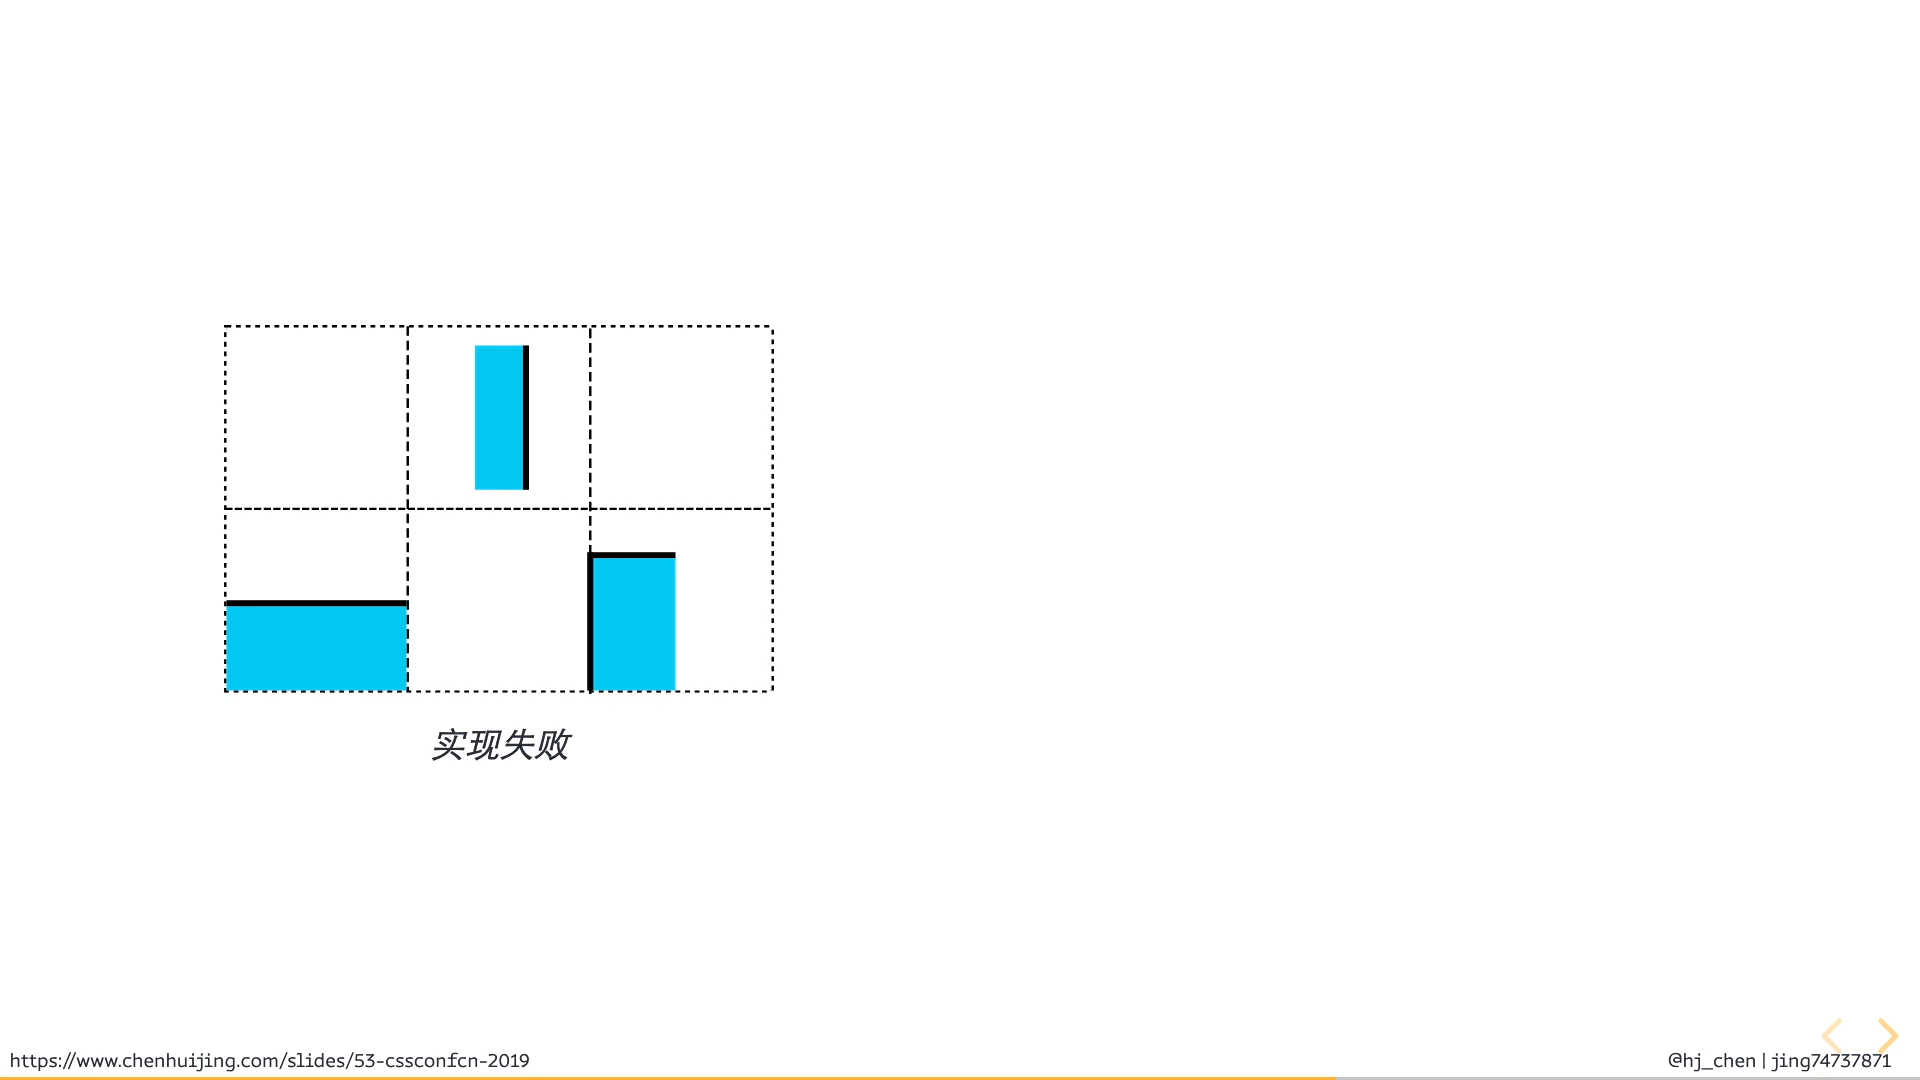 实现失败
https://www.chenhuijing.com/slides/53-cssconfcn-2019
@hj_chen | jing74737871